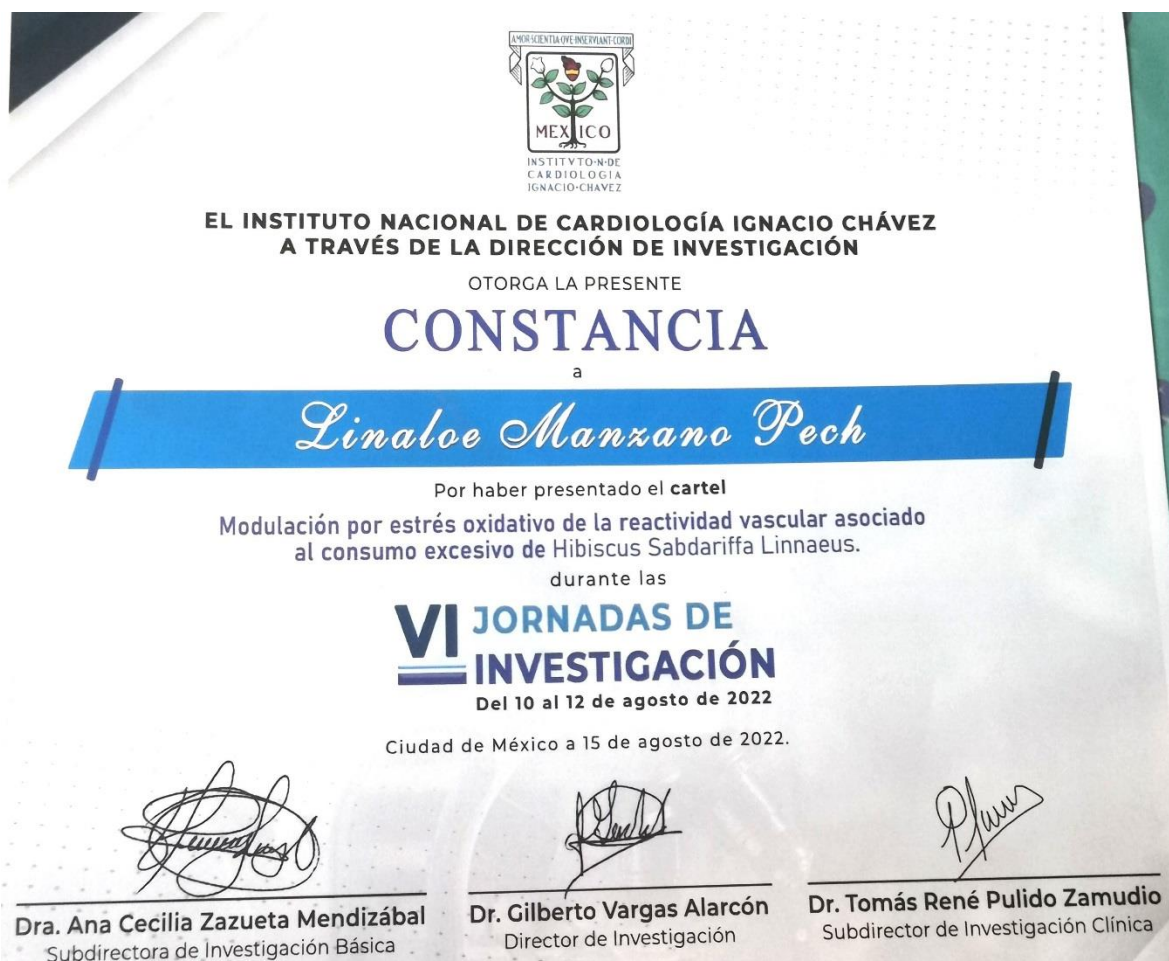 AMOR·SCIENTIA·QVE·INSERVIANT·CORDI
MEXICO
INSTITVTO·N·DE
CARDIOLOGIA
IGNACIO·CHAVEZ
EL INSTITUTO NACIONAL DE CARDIOLOGÍA IGNACIO CHÁVEZ
A TRAVÉS DE LA DIRECCIÓN DE INVESTIGACIÓN
OTORGA LA PRESENTE
CONSTANCIA
a
Linaloe Manzano Pech
Por haber presentado el cartel
Modulación por estrés oxidativo de la reactividad vascular asociado
al consumo excesivo de Hibiscus Sabdariffa Linnaeus.
durante las
VI JORNADAS DE
INVESTIGACIÓN
Del 10 al 12 de agosto de 2022
Ciudad de México a 15 de agosto de 2022.
Dra. Ana Cecilia Zazueta Mendizábal
Subdirectora de Investigación Básica
Dr. Gilberto Vargas Alarcón
Director de Investigación
Dr. Tomás René Pulido Zamudio
Subdirector de Investigación Clínica